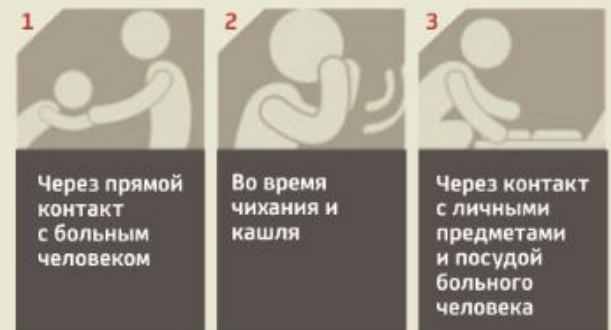 1
Через прямой
контакт
с больным
человеком
2
Во время
чихания и
кашля
3
Через контакт
с личными
предметами
и посудой
больного
человека